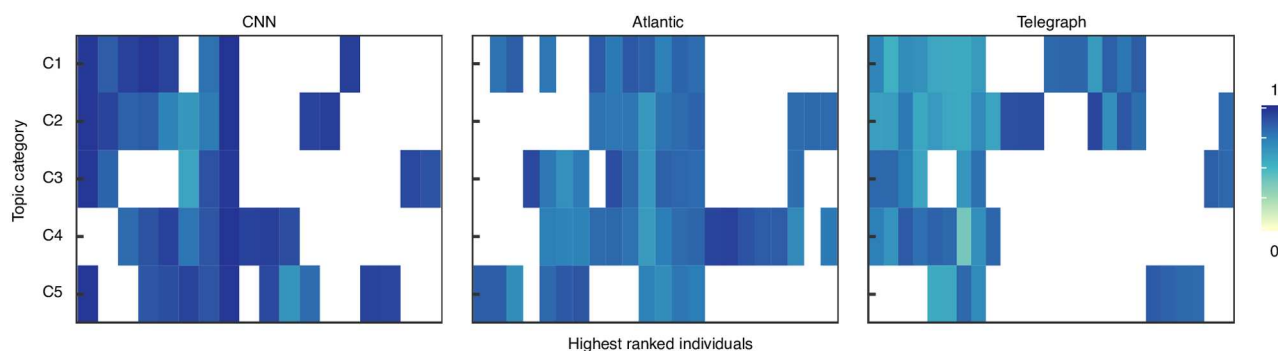 CNN
Atlantic
Telegraph
Topic category
C1
C2
C3
C4
C5
1
0
Highest ranked individuals